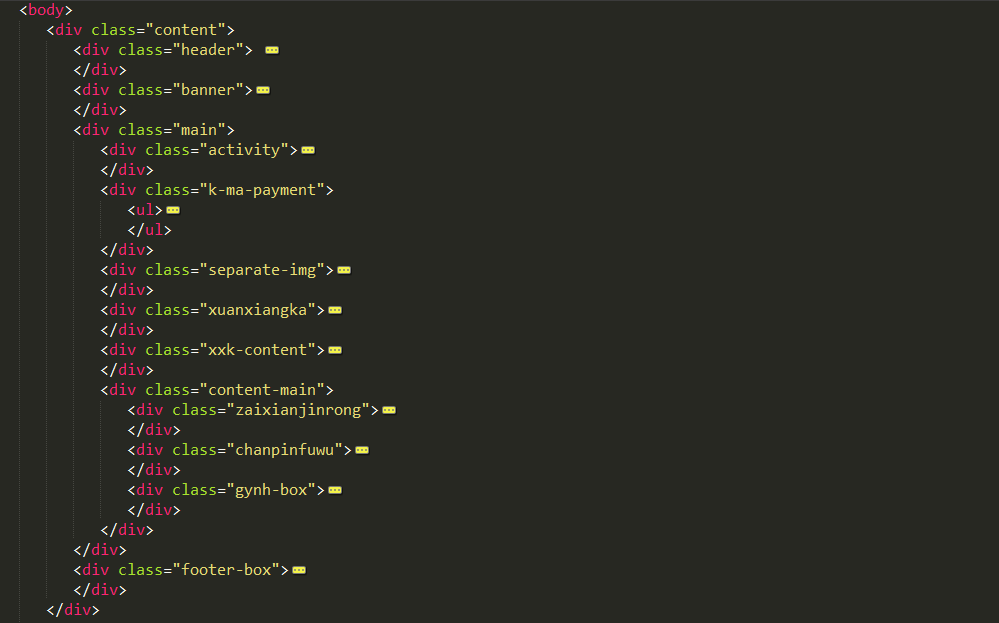 <body>
<div class="content">
<div class="header">
</div>
<div class="banner">
</div>
<div class="main">
<div class="activity">
</div>
<div class="k-ma-payment">
<ul>
</ul>
</div>
<div class="separate-img">
</div>
<div class="xuanxiangka">
</div>
<div class="xxk-content">
</div>
<div class="content-main">
<div class="zaixianjinrong">
</div>
<div class="chanpinfuwu">
</div>
<div class="gynh-box">
</div>
</div>
</div>
<div class="footer-box">
</div>
</div>